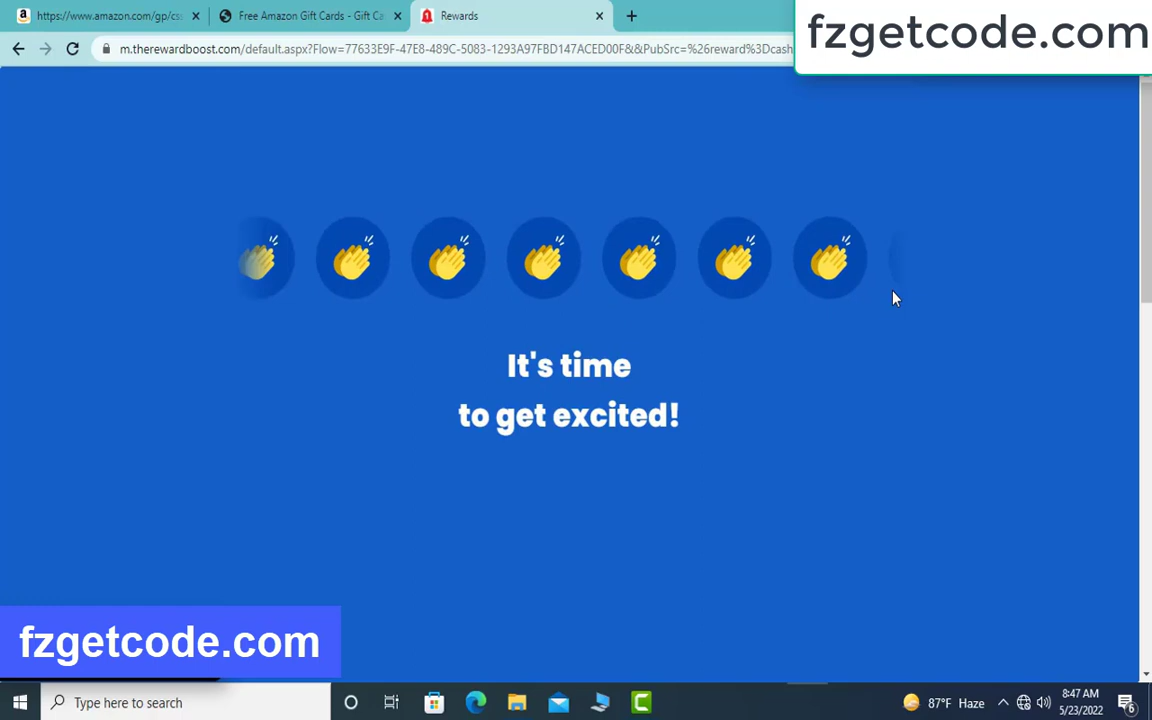 https://www.amazon.com/gp/css
Free Amazon Gift Cards - Gift Ca
Rewards
fzgetcode.com
m.therewardboost.com/default.aspx?Flow=77633E9F-47E8-489C-5083-1293A97FBD147ACED00F&&PubSrc=%26reward%3Dcash
It's time
to get excited!
fzgetcode.com
Type here to search
87°F Haze
8:47 AM
5/23/2022
6